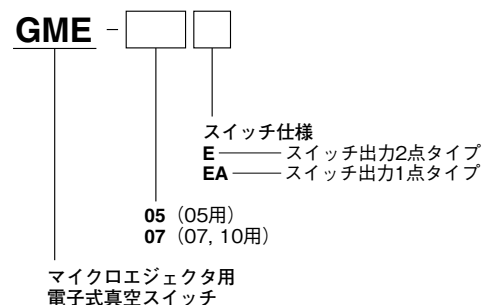 GME -
スイッチ仕様
E スイッチ出力2点タイプ
EA スイッチ出力1点タイプ
05（05用）
07（07, 10用）
マイクロエジェクタ用
電子式真空スイッチ